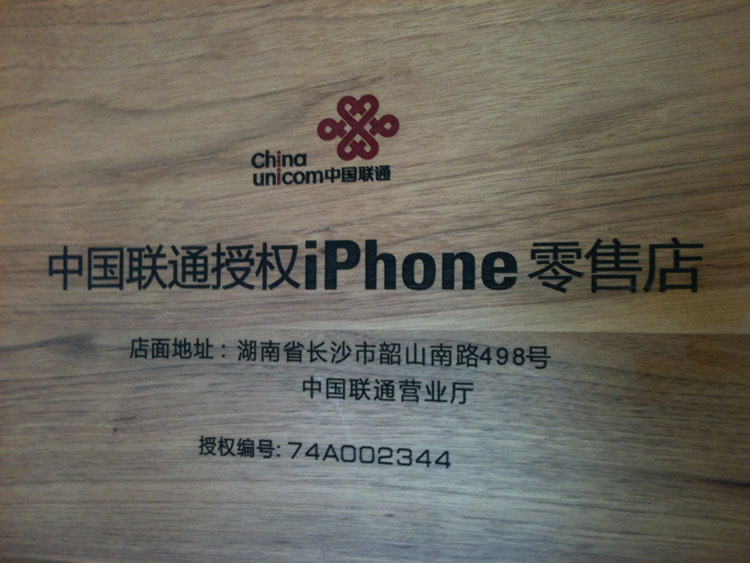 China
unicom中国联通
中国联通授权iPhone零售店
店面地址：湖南省长沙市韶山南路498号
中国联通营业厅
授权编号：74A002344